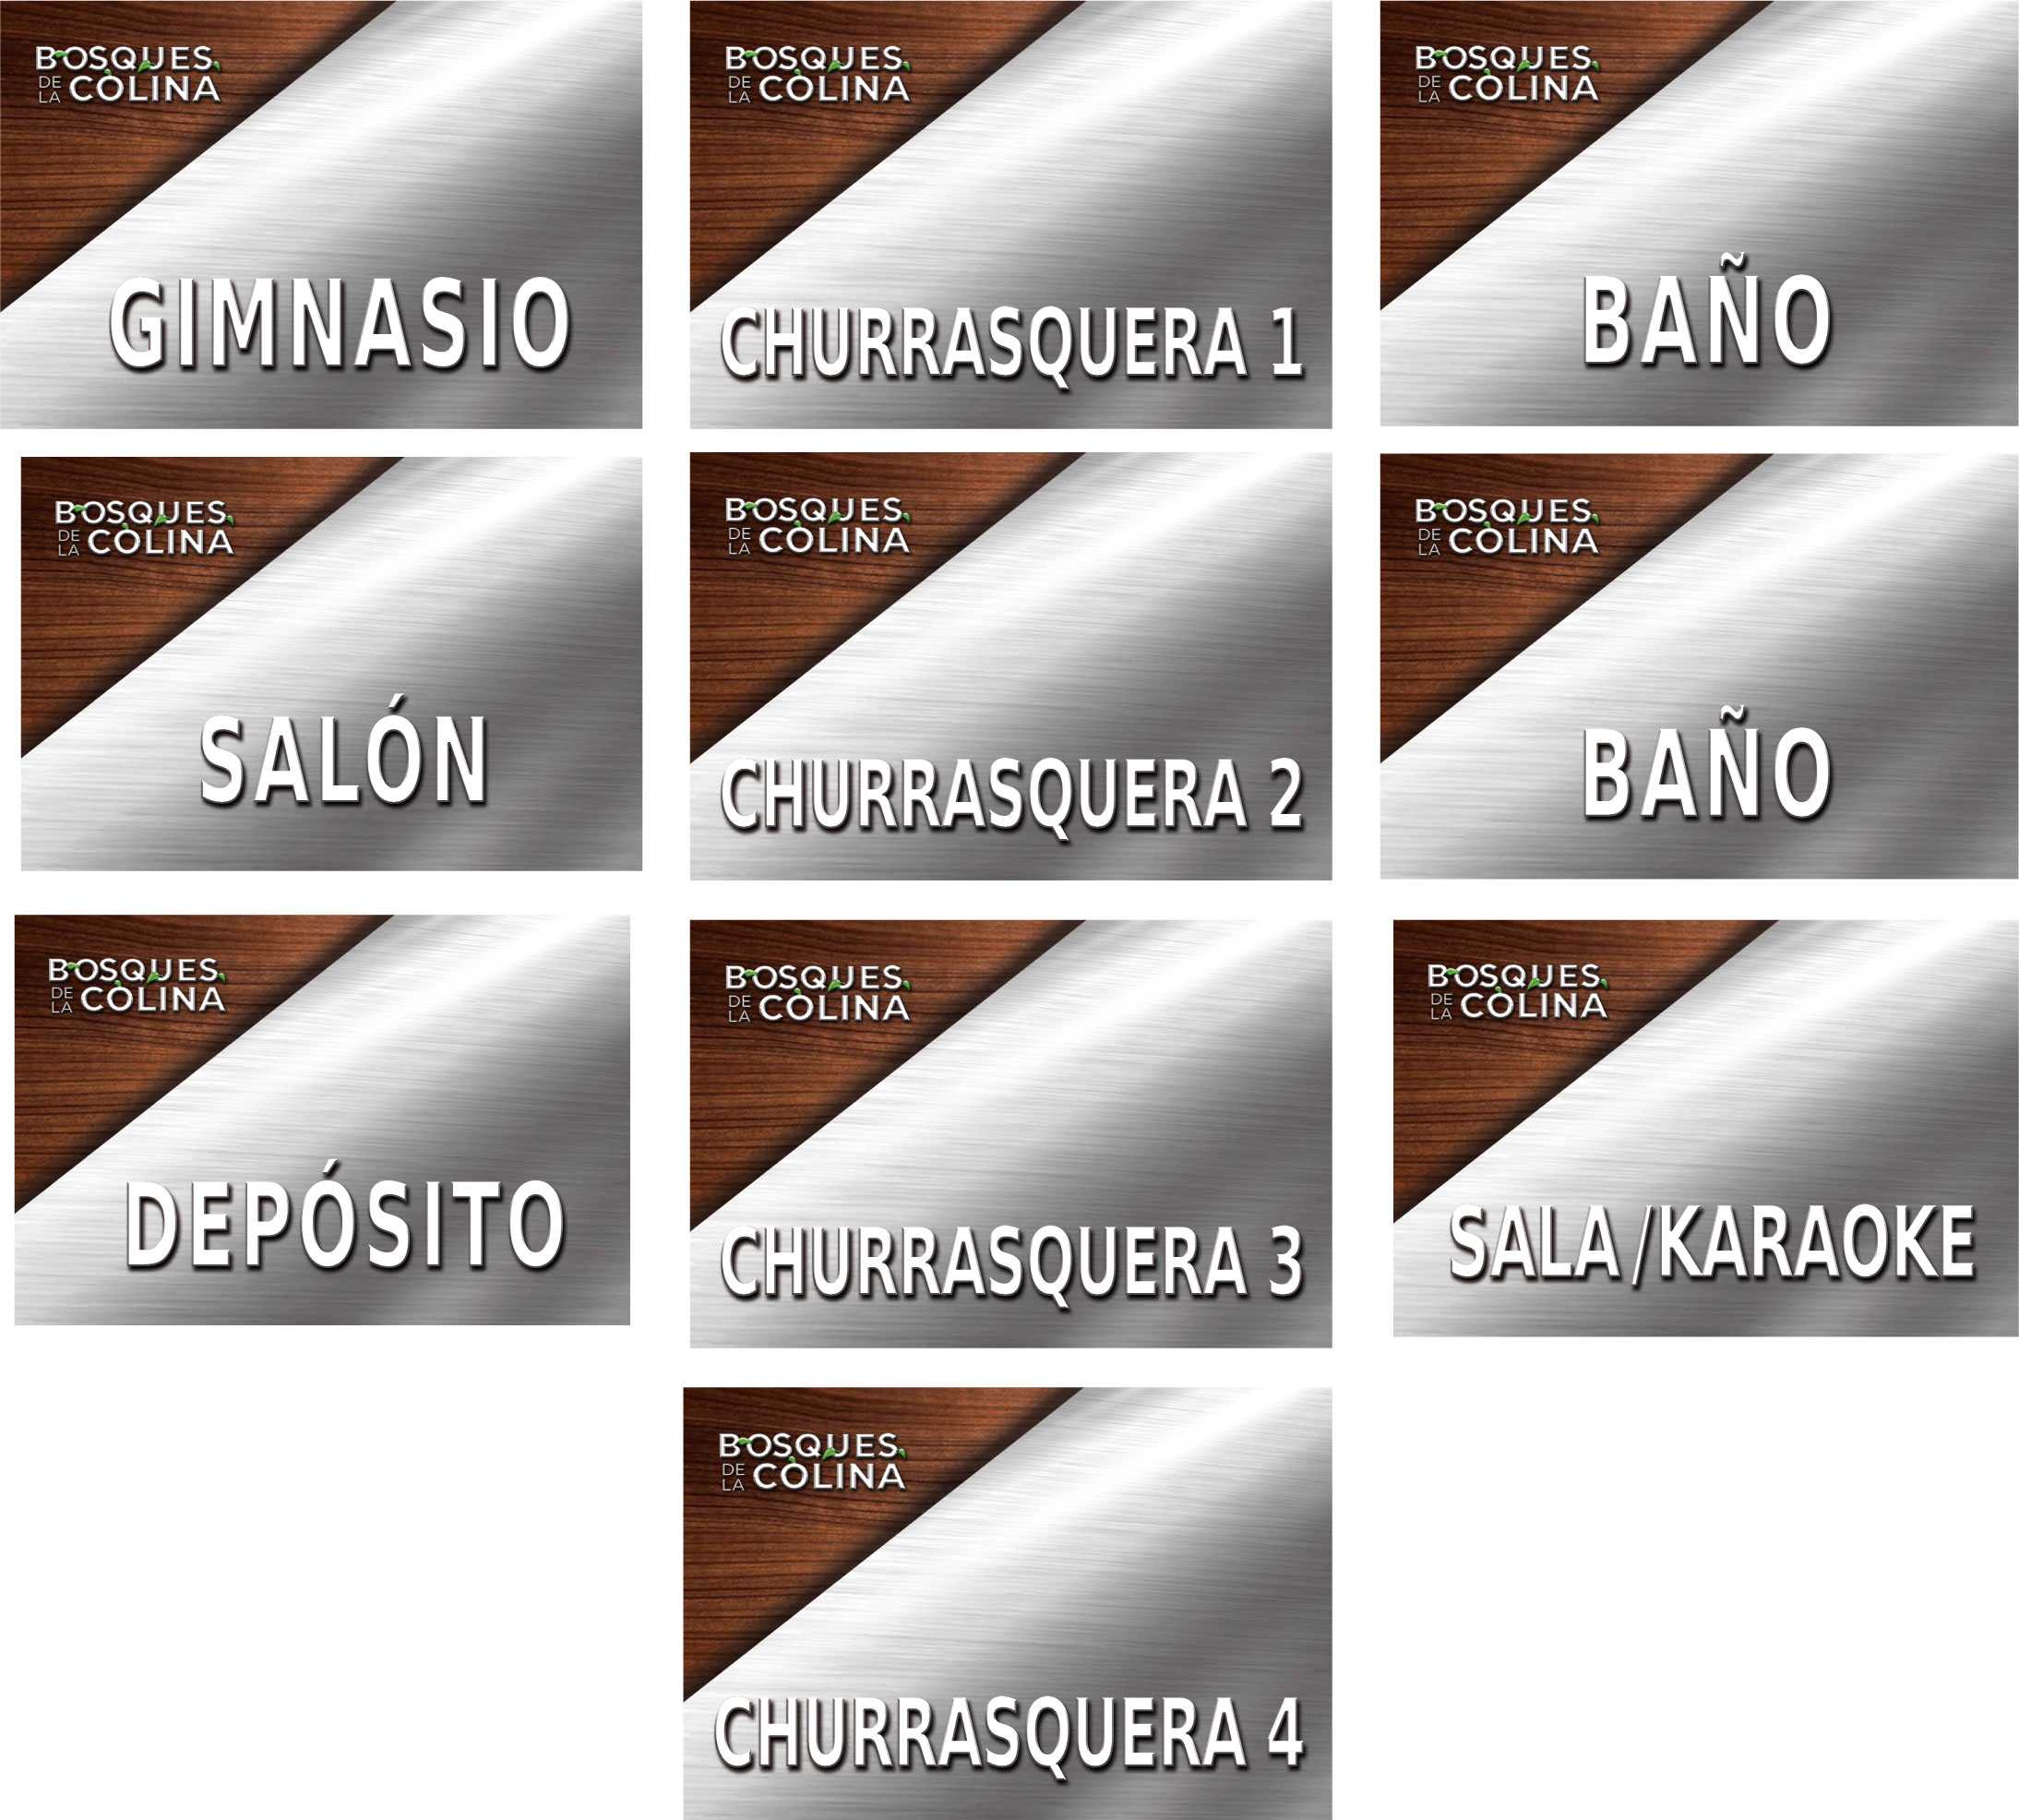 BOSQUES
DE LA COLINA
GIMNASIO
BOSQUES
DE LA COLINA
CHURRASQUERA 1
BOSQUES
DE LA COLINA
BAÑO
BOSQUES
DE LA COLINA
SALÓN
BOSQUES
DE LA COLINA
CHURRASQUERA 2
BOSQUES
DE LA COLINA
BAÑO
BOSQUES
DE LA COLINA
DEPÓSITO
BOSQUES
DE LA COLINA
CHURRASQUERA 3
BOSQUES
DE LA COLINA
SALA /KARAOKE
BOSQUES
DE LA COLINA
CHURRASQUERA 4